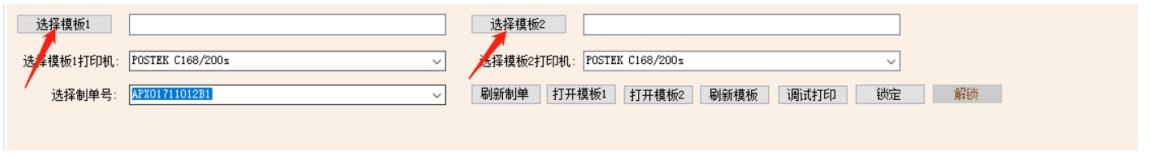 选择模板1 选择模板2
选择模板1打印机: POSTEK C168/200s 选择模板2打印机: POSTEK C168/200s
选择制单号: APX01711012B1 刷新制单 打开模板1 打开模板2 刷新模板 调试打印 锁定 解锁